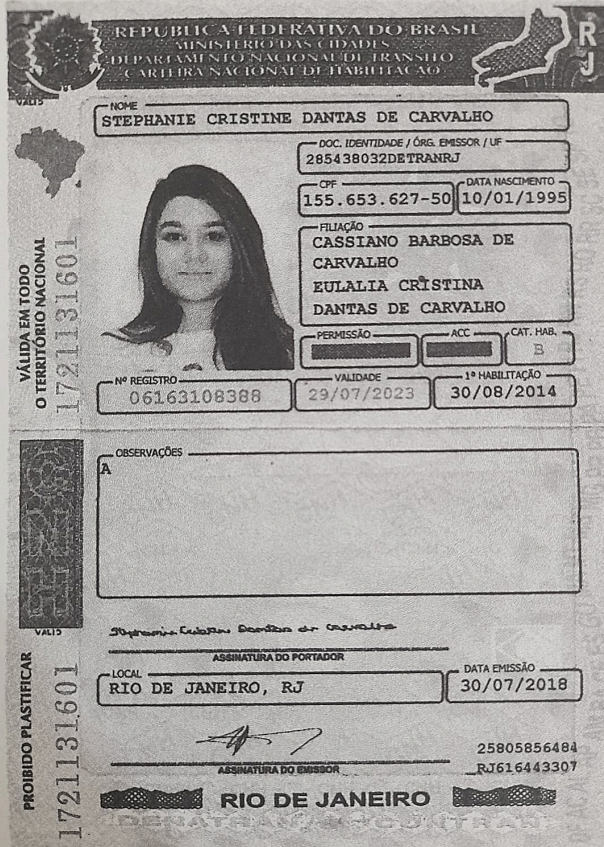 REPÚBLICA FEDERATIVA DO BRASIL
MINISTÉRIO DAS CIDADES
DEPARTAMENTO NACIONAL DE TRÂNSITO
CARTEIRA NACIONAL DE HABILITAÇÃO
RJ
VALID
NOME
STEPHANIE CRISTINE DANTAS DE CARVALHO
DOC. IDENTIDADE / ÓRG. EMISSOR / UF
285438032DETRANRJ
CPF
155.653.627-50
DATA NASCIMENTO
10/01/1995
FILIAÇÃO
CASSIANO BARBOSA DE
CARVALHO
EULALIA CRISTINA
DANTAS DE CARVALHO
PERMISSÃO
ACC
CAT. HAB.
B
Nº REGISTRO
06163108388
VALIDADE
29/07/2023
1ª HABILITAÇÃO
30/08/2014
VÁLIDA EM TODO
O TERRITÓRIO NACIONAL
1721131601
OBSERVAÇÕES
A
VALID
ASSINATURA DO PORTADOR
LOCAL
RIO DE JANEIRO, RJ
DATA EMISSÃO
30/07/2018
ASSINATURA DO EMISSOR
25805856484
RJ616443307
PROIBIDO PLASTIFICAR
1721131601
RIO DE JANEIRO